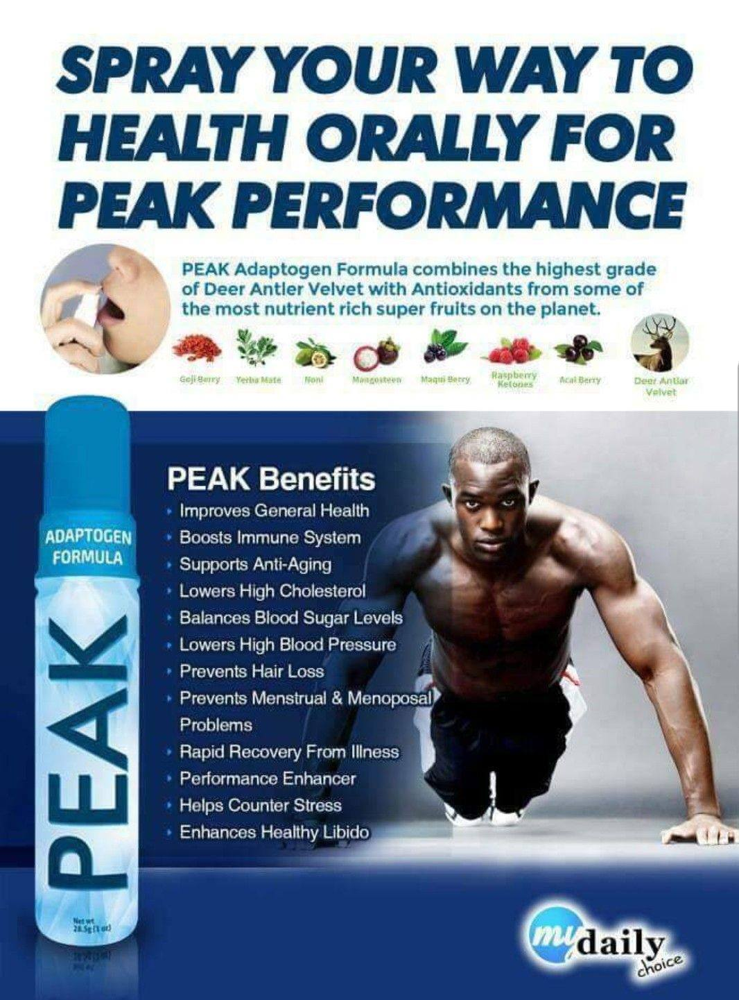 SPRAY YOUR WAY TO
HEALTH ORALLY FOR
PEAK PERFORMANCE
PEAK Adaptogen Formula combines the highest grade
of Deer Antler Velvet with Antioxidants from some of
the most nutrient rich super fruits on the planet.
Goji Berry Yerba Mate Noni Mangosteen Maqui Berry Raspberry Ketones Acai Berry Deer Antlar Velvet
ADAPTOGEN
FORMULA
PEAK
Net wt
28.5g (1 oz)
PEAK Benefits
Improves General Health
Boosts Immune System
Supports Anti-Aging
Lowers High Cholesterol
Balances Blood Sugar Levels
Lowers High Blood Pressure
Prevents Hair Loss
Prevents Menstrual & Menoposal
Problems
Rapid Recovery From Illness
Performance Enhancer
Helps Counter Stress
Enhances Healthy Libido
mydaily
choice